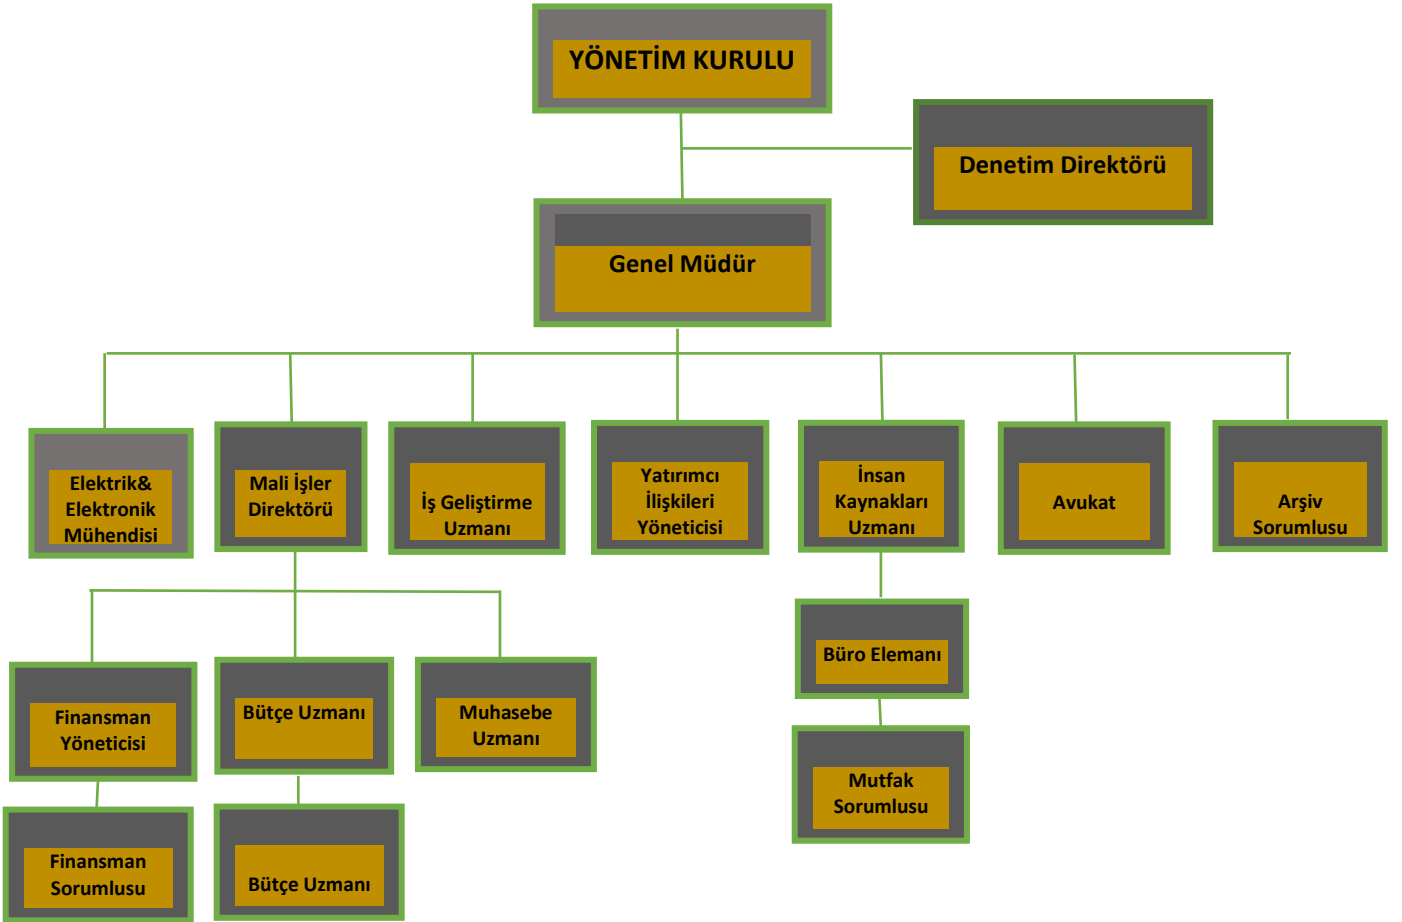 YÖNETİM KURULU
Denetim Direktörü
Genel Müdür
Elektrik&
Elektronik
Mühendisi
Mali İşler
Direktörü
İş Geliştirme
Uzmanı
Yatırımcı
İlişkileri
Yöneticisi
İnsan
Kaynakları
Uzmanı
Avukat
Arşiv
Sorumlusu
Büro Elemanı
Finansman
Yöneticisi
Bütçe Uzmanı
Muhasebe
Uzmanı
Mutfak
Sorumlusu
Finansman
Sorumlusu
Bütçe Uzmanı